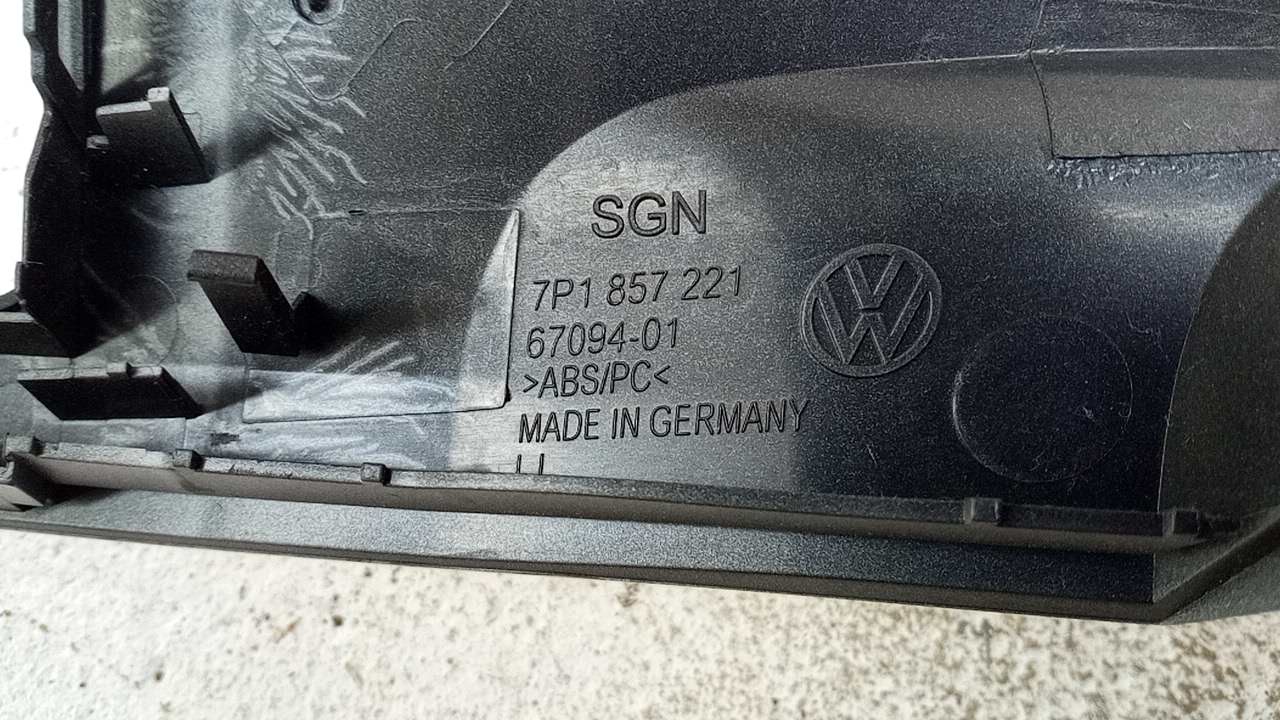 SGN
7P1 857 221
67094-01
>ABS/PC<
MADE IN GERMANY